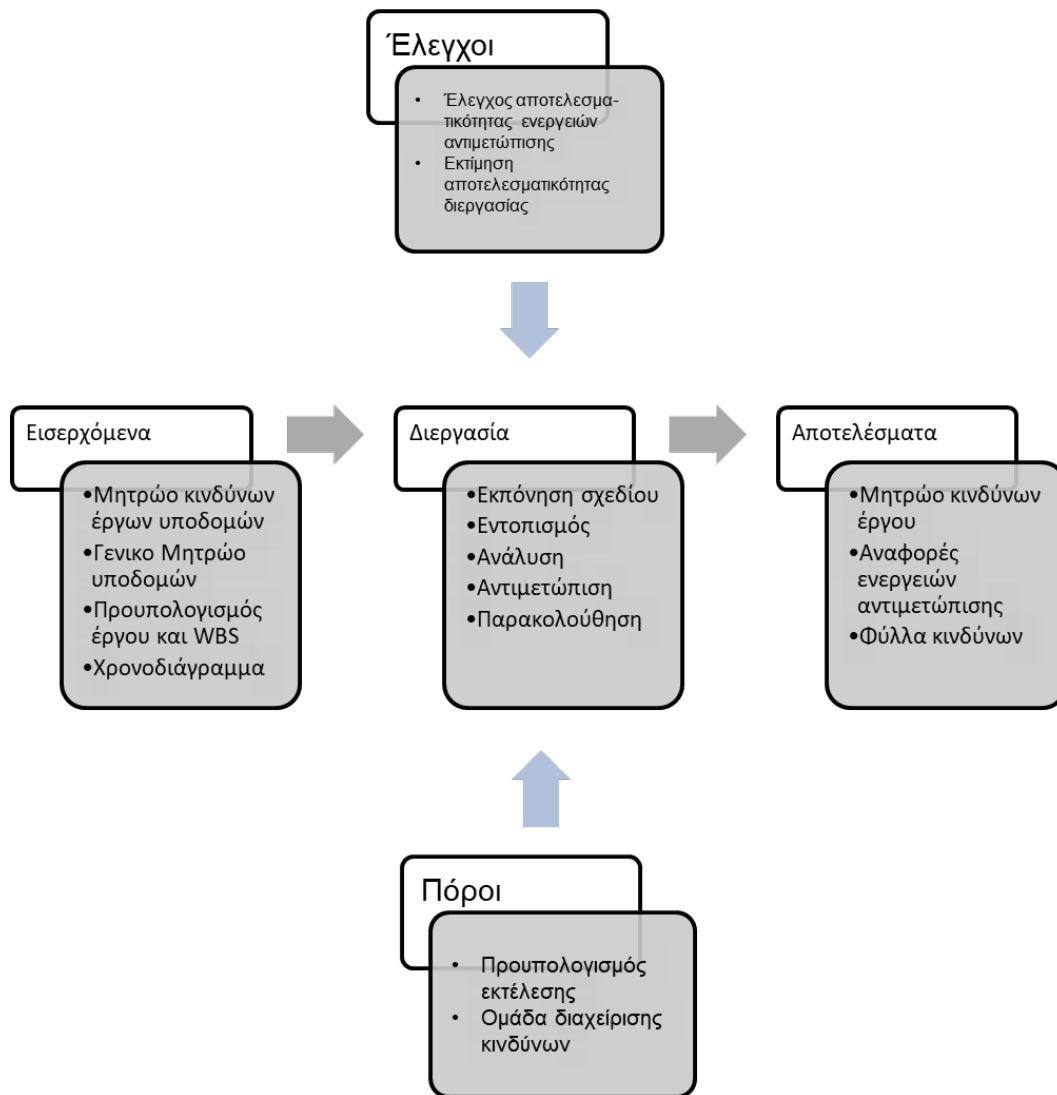 Έλεγχοι
• Έλεγχος αποτελεσμα-
τικότητας ενεργειών
αντιμετώπισης
• Εκτίμηση
αποτελεσματικότητας
διεργασίας
Εισερχόμενα
•Μητρώο κινδύνων
έργων υποδομών
•Γενικο Μητρώο
υποδομών
•Προυπολογισμός
έργου και WBS
•Χρονοδιάγραμμα
Διεργασία
•Εκπόνηση σχεδίου
•Εντοπισμός
•Ανάλυση
•Αντιμετώπιση
•Παρακολούθηση
Αποτελέσματα
•Μητρώο κινδύνων
έργου
•Αναφορές
ενεργειών
αντιμετώπισης
•Φύλλα κινδύνων
Πόροι
• Προυπολογισμός
εκτέλεσης
• Ομάδα διαχείρισης
κινδύνων